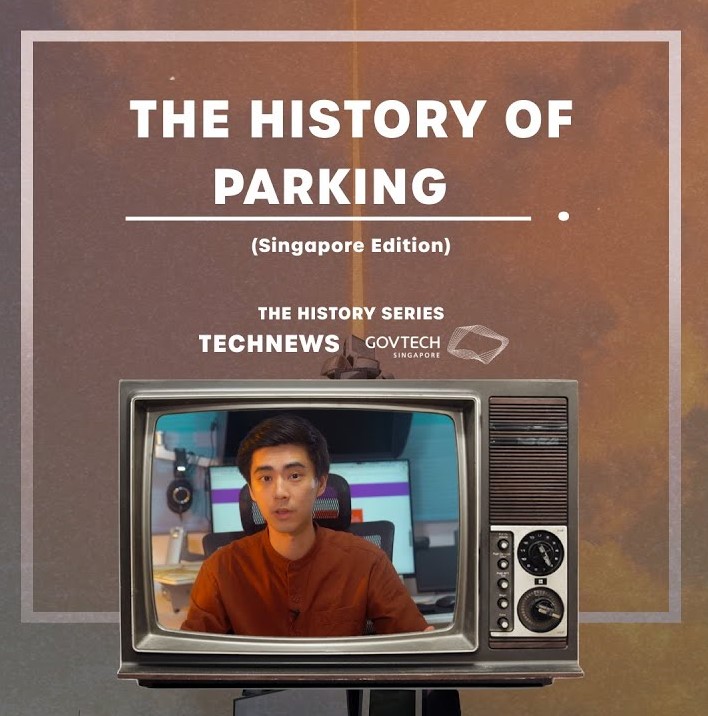 THE HISTORY OF
PARKING .
(Singapore Edition)
THE HISTORY SERIES
TECHNEWS
GOVTECH
SINGAPORE